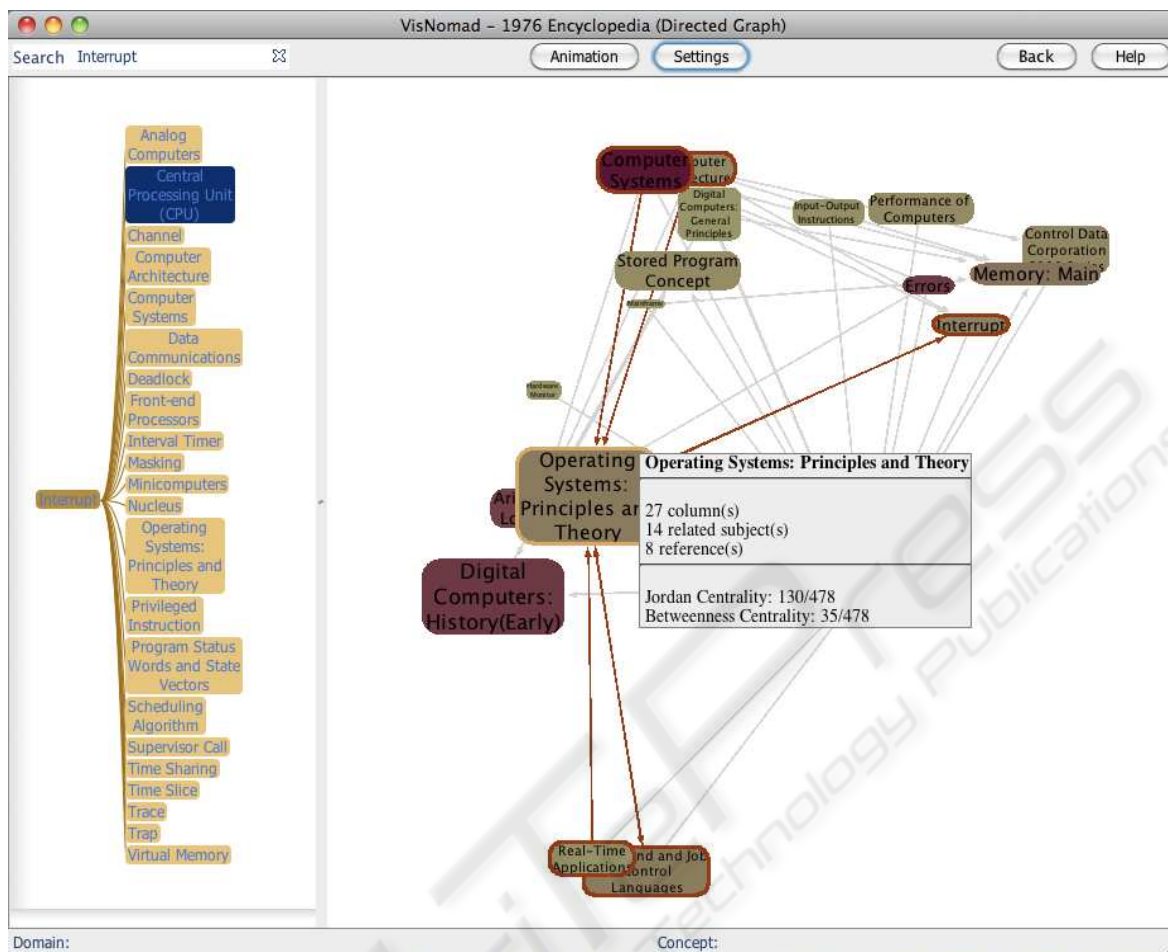 VisNomad - 1976 Encyclopedia (Directed Graph)
Search Interrupt
Animation
Settings
Back
Help
Interrupt
Analog
Computers
Central
Processing Unit
(CPU)
Channel
Computer
Architecture
Computer
Systems
Data
Communications
Deadlock
Front-end
Processors
Interval Timer
Masking
Minicomputers
Nucleus
Operating
Systems:
Principles and
Theory
Privileged
Instruction
Program Status
Words and State
Vectors
Scheduling
Algorithm
Supervisor Call
Time Sharing
Time Slice
Trace
Trap
Virtual Memory
Computer
Systems
Digital
Computers:
General
Principles
Input-Output
Instructions
Performance of
Computers
Control Data
Corporation
Memory: Main
Stored Program
Concept
Mainframe
Errors
Interrupt
Hardware
Monitor
Operating
Systems:
Principles and
Theory
Digital
Computers:
History(Early)
Operating Systems: Principles and Theory
27 column(s)
14 related subject(s)
8 reference(s)
Jordan Centrality: 130/478
Betweenness Centrality: 35/478
Real-Time
Applications
and Job
Control
Languages
Domain:
Concept:
Technology Publications